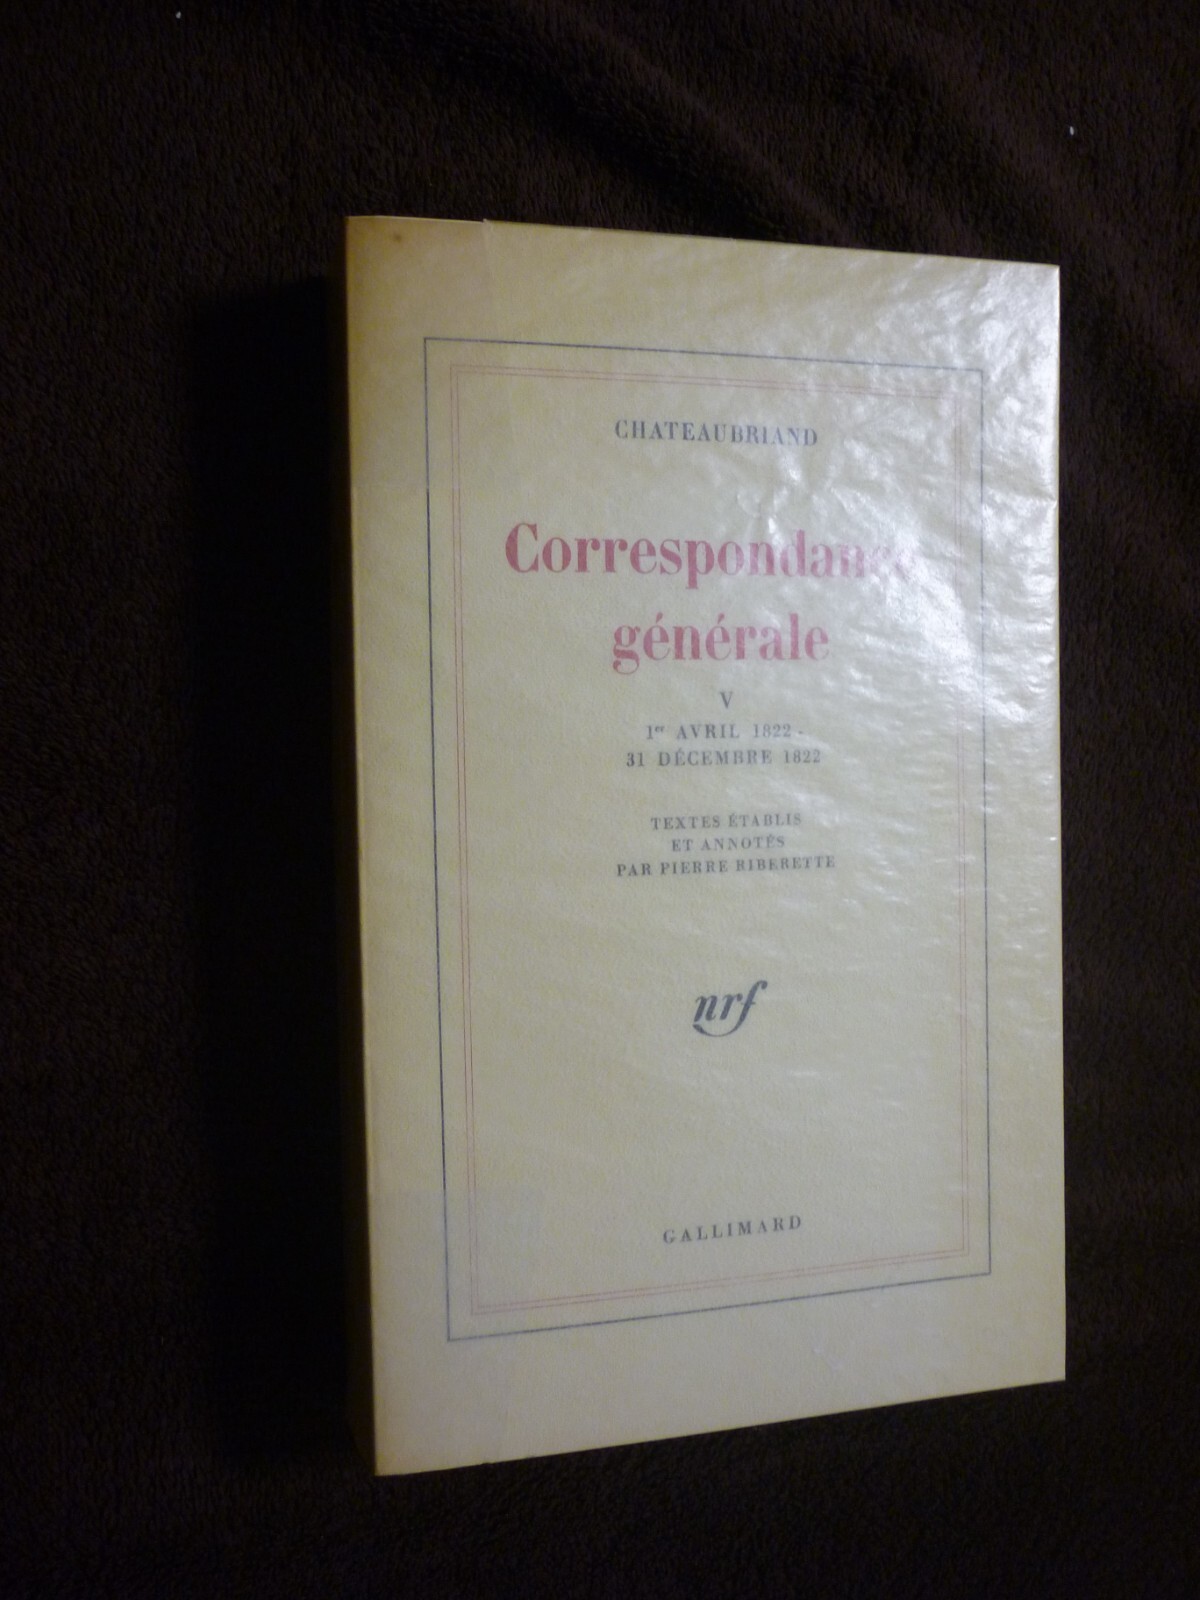 CHATEAUBRIAND
Correspondance
générale
V
1er AVRIL 1822 -
31 DÉCEMBRE 1822
TEXTES ÉTABLIS
ET ANNOTÉS
PAR PIERRE RIBERETTE
nrf
GALLIMARD